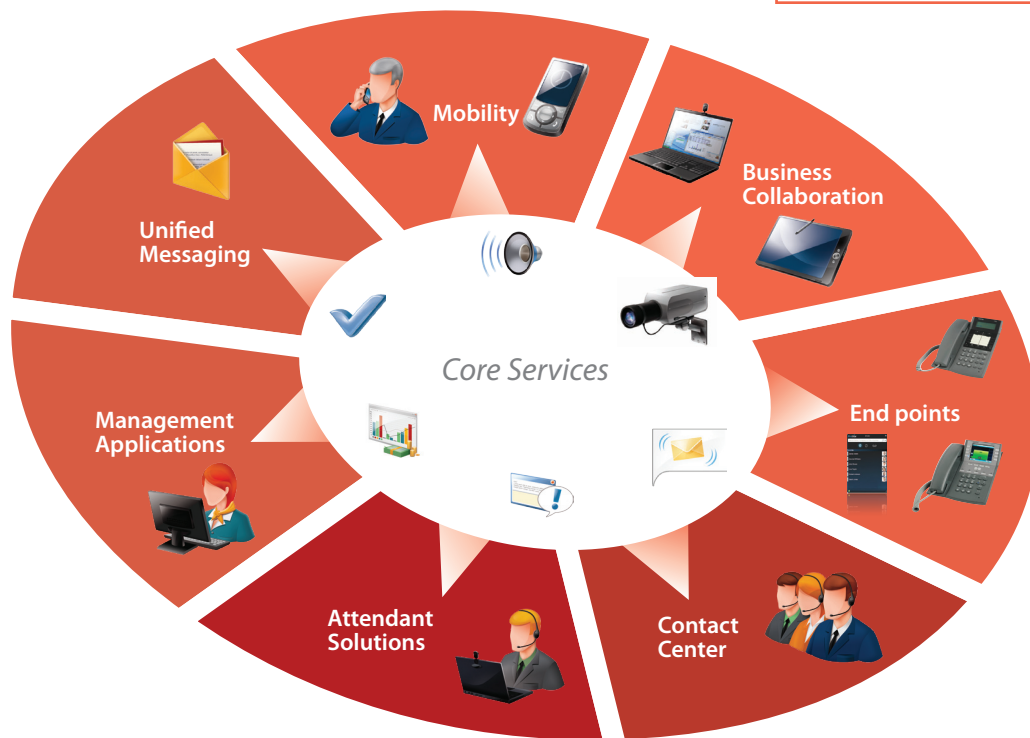 Mobility
Business
Collaboration
Unified
Messaging
Core Services
End points
Management
Applications
Attendant
Solutions
Contact
Center